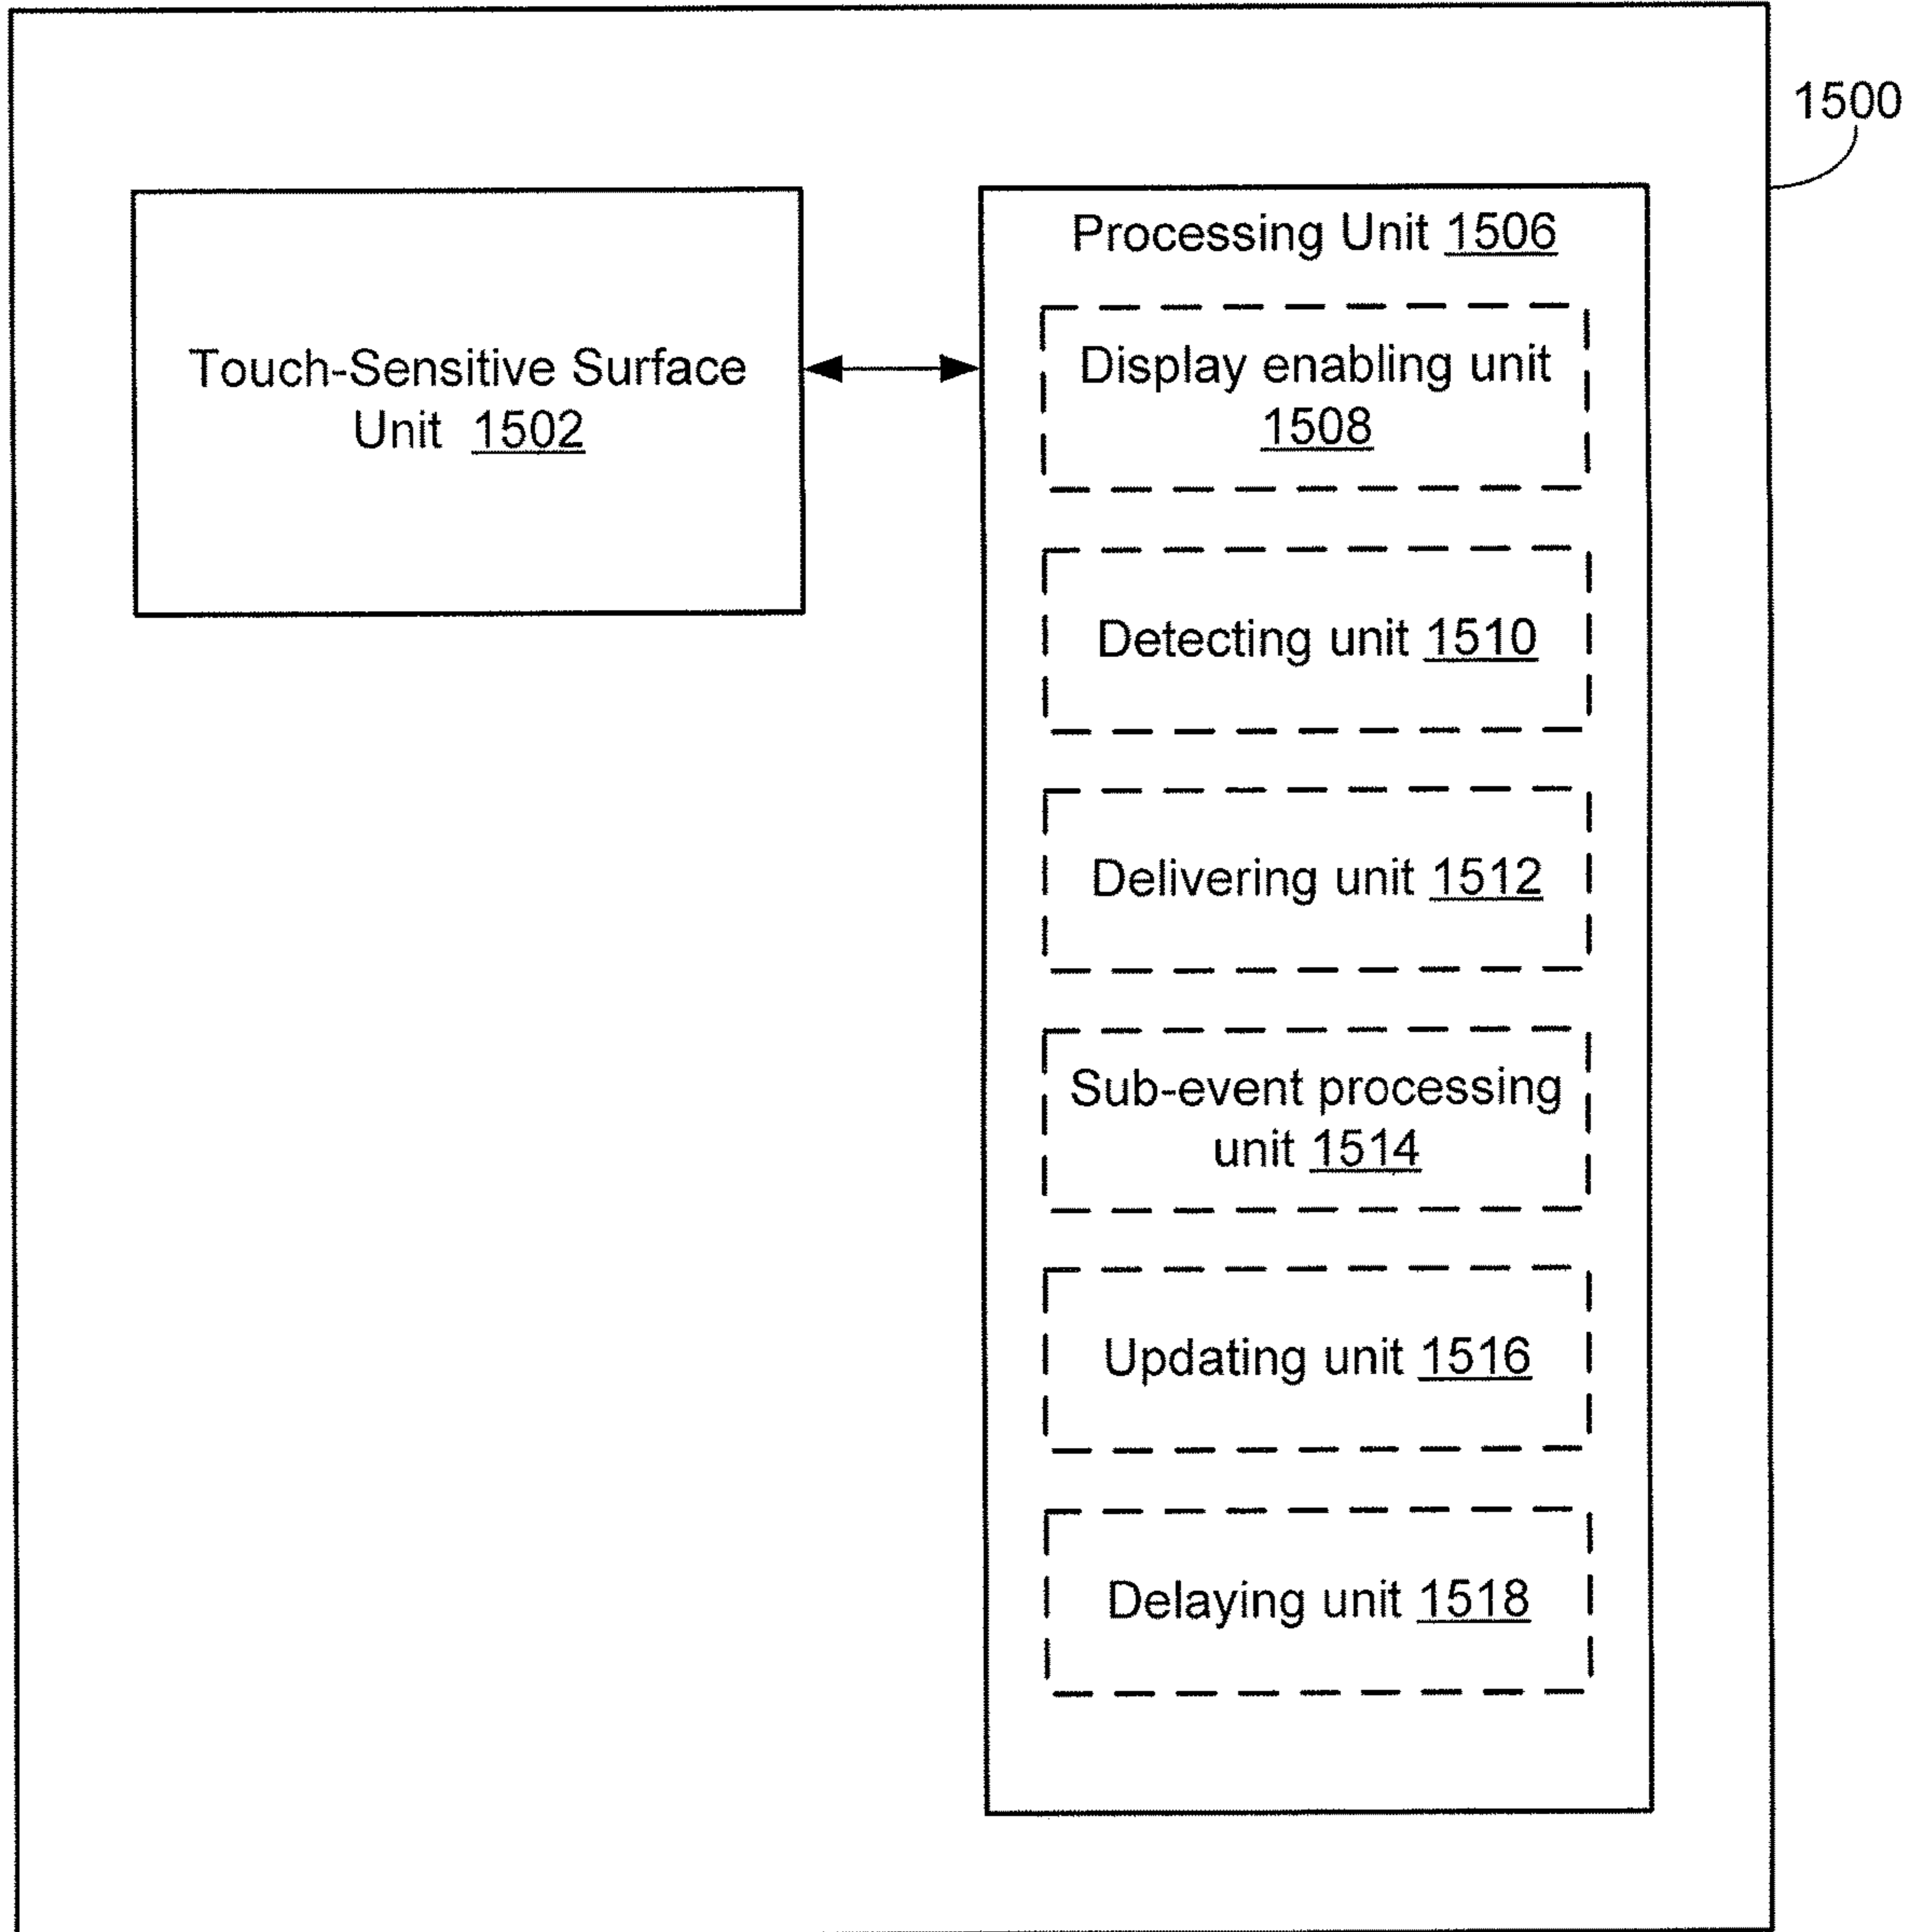 1500
Touch-Sensitive Surface
Unit 1502
Processing Unit 1506
Display enabling unit
1508
Detecting unit 1510
Delivering unit 1512
Sub-event processing
unit 1514
Updating unit 1516
Delaying unit 1518